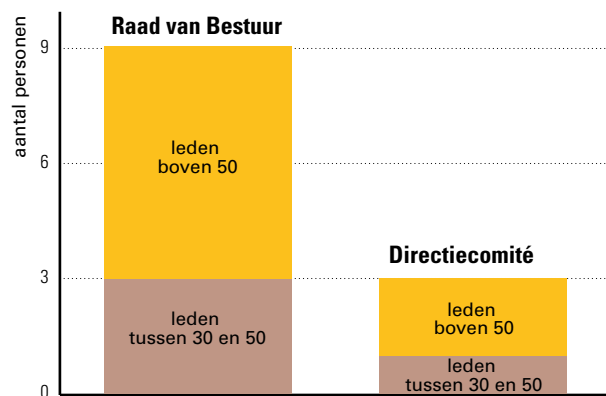 Raad van Bestuur
aantal personen
9
6
3
0
leden
boven 50
leden
tussen 30 en 50
Directiecomité
leden
boven 50
leden
tussen 30 en 50